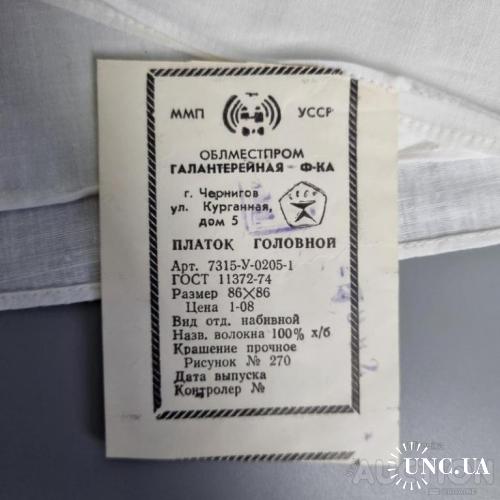 ММП УССР
ОБЛМЕСТПРОМ
ГАЛАНТЕРЕЙНАЯ Ф-КА
г. Чернигов
ул. Курганная,
дом 5
ПЛАТОК ГОЛОВНОЙ
Арт. 7315-У-0205-1
ГОСТ 11372-74
Размер 86×86
Цена 1-08
Вид отд. набивной
Назв. волокна 100% х/б
Крашение прочное
Рисунок № 270
Дата выпуска
Контролер №
UNC.UA